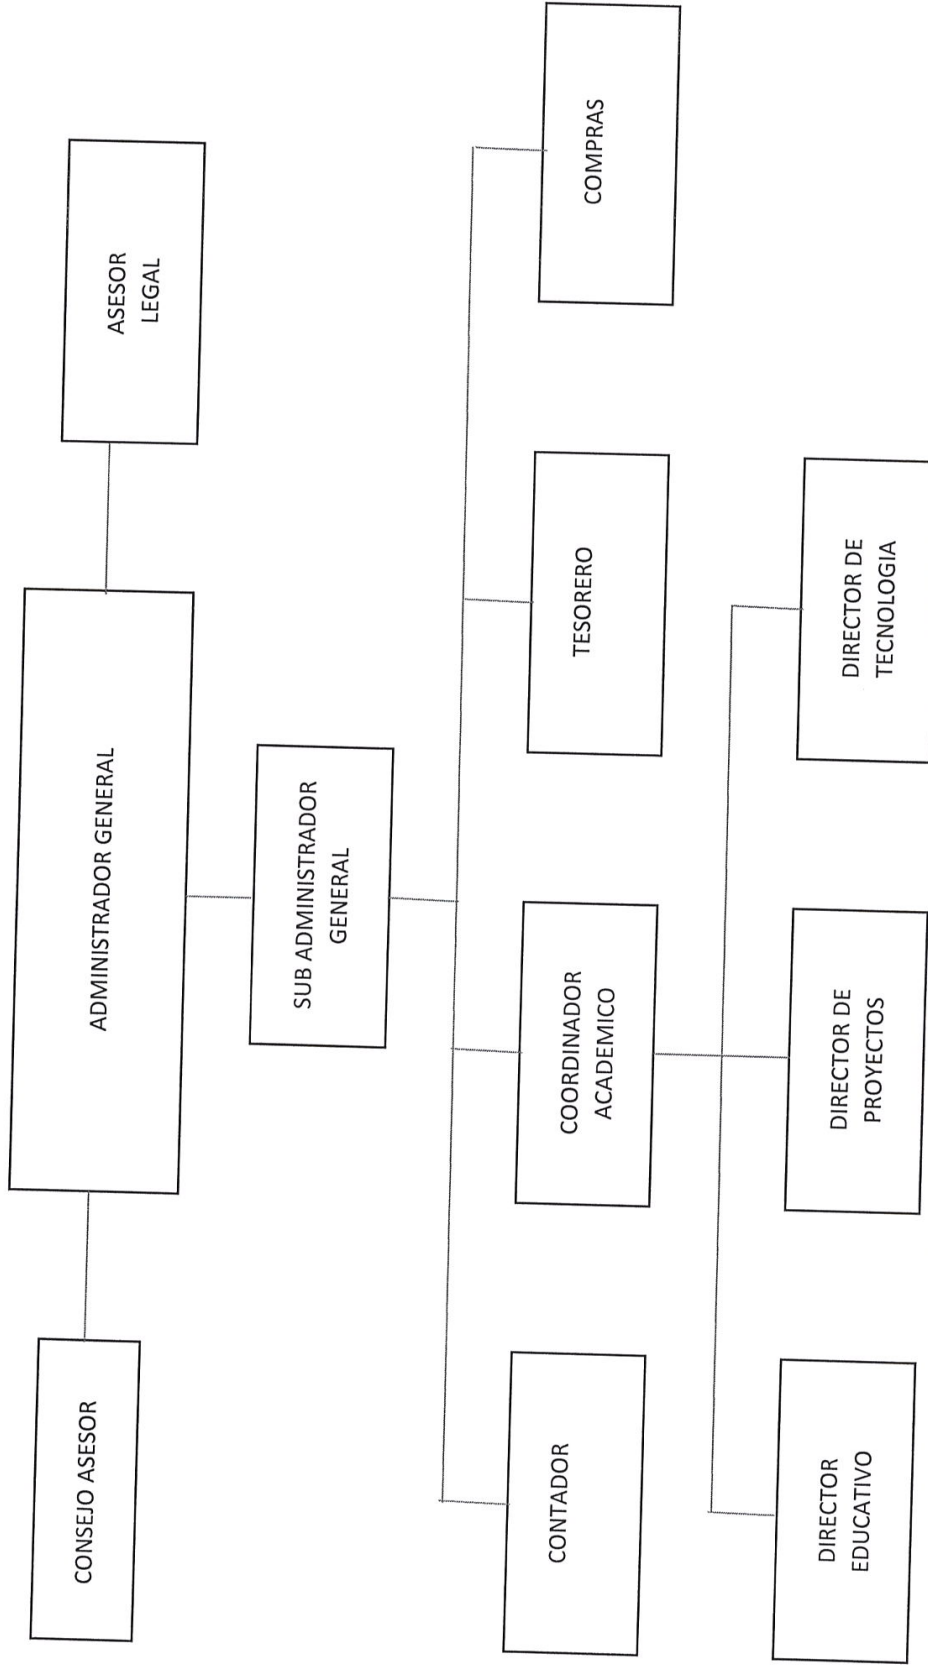 CONSEJO ASESOR
ADMINISTRADOR GENERAL
ASESOR
LEGAL
SUB ADMINISTRADOR
GENERAL
CONTADOR
COORDINADOR
ACADEMICO
TESORERO
COMPRAS
DIRECTOR
EDUCATIVO
DIRECTOR DE
PROYECTOS
DIRECTOR DE
TECNOLOGIA